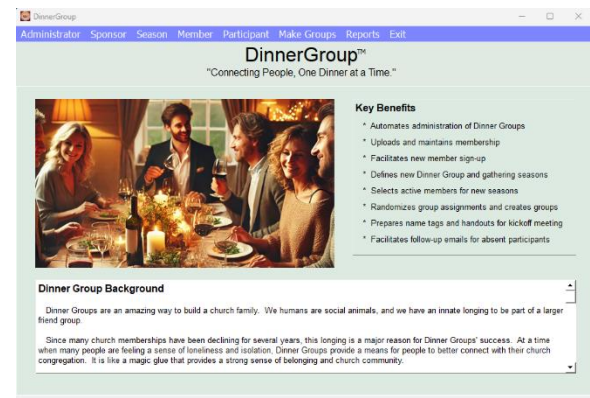 DinnerGroup
Administrator Sponsor Season Member Participant Make Groups Reports Exit
DinnerGroup™
"Connecting People, One Dinner at a Time."
Key Benefits
* Automates administration of Dinner Groups
* Uploads and maintains membership
* Facilitates new member sign-up
* Defines new Dinner Group and gathering seasons
* Selects active members for new seasons
* Randomizes group assignments and creates groups
* Prepares name tags and handouts for kickoff meeting
* Facilitates follow-up emails for absent participants
Dinner Group Background
Dinner Groups are an amazing way to build a church family. We humans are social animals, and we have an innate longing to be part of a larger
friend group.
Since many church memberships have been declining for several years, this longing is a major reason for Dinner Groups' success. At a time
when many people are feeling a sense of loneliness and isolation, Dinner Groups provide a means for people to better connect with their church
congregation. It is like a magic glue that provides a strong sense of belonging and church community.